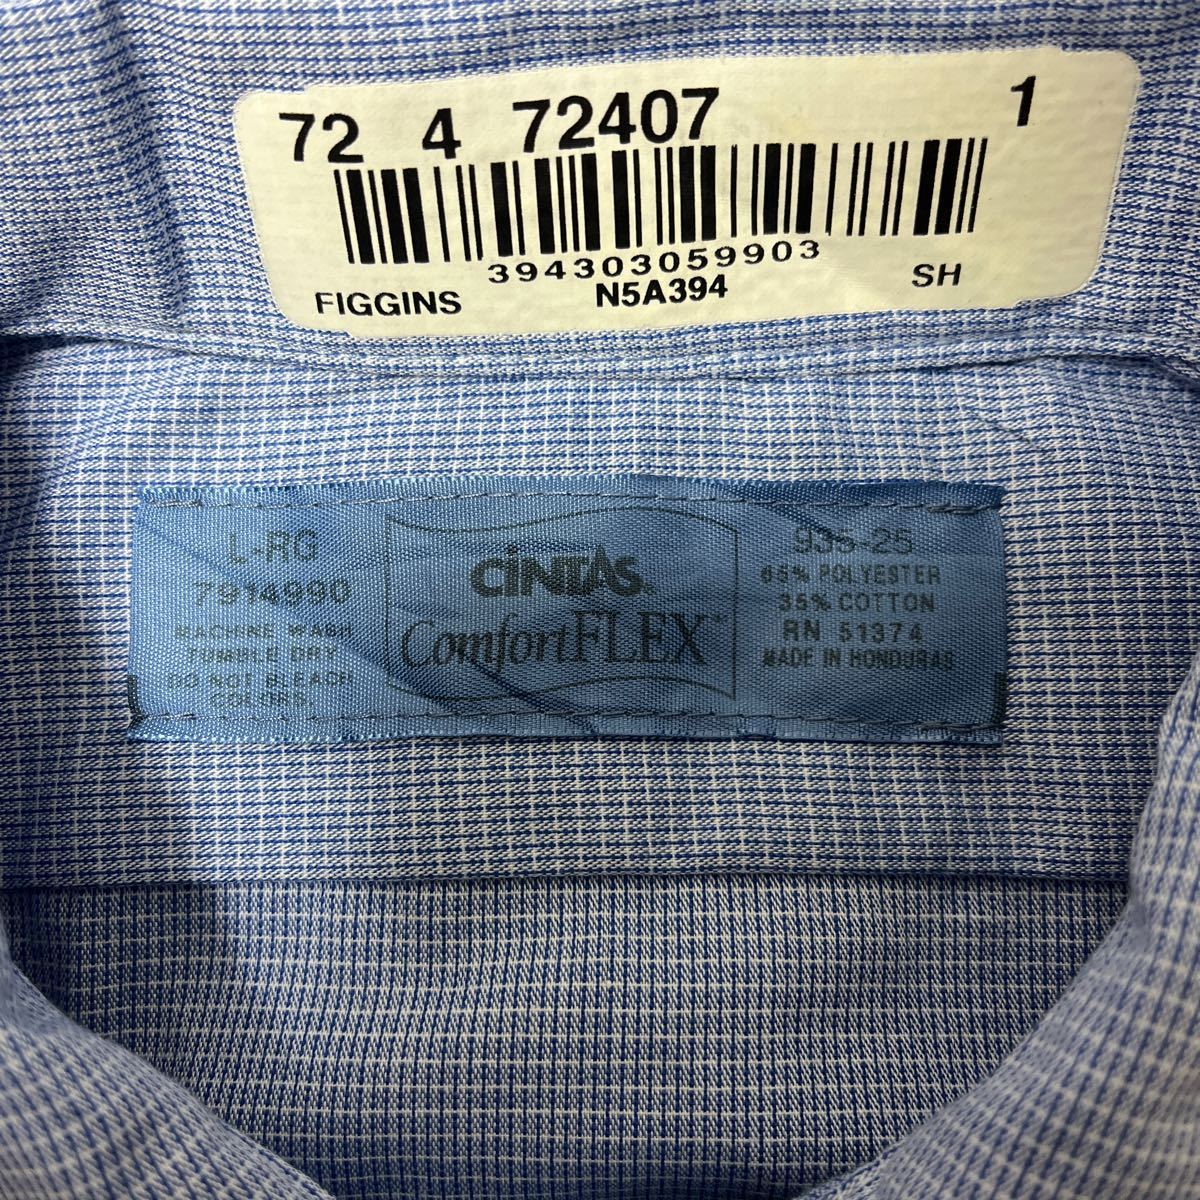 72 4 72407 1
394303059903
FIGGINS N5A394 SH
L-RG
7914990
MACHINE WASH
TUMBLE DRY
DO NOT BLEACH
COLORS.
CINTAS®
ComfortFLEX™
935-25
65% POLYESTER
35% COTTON
RN 51374
MADE IN HONDURAS